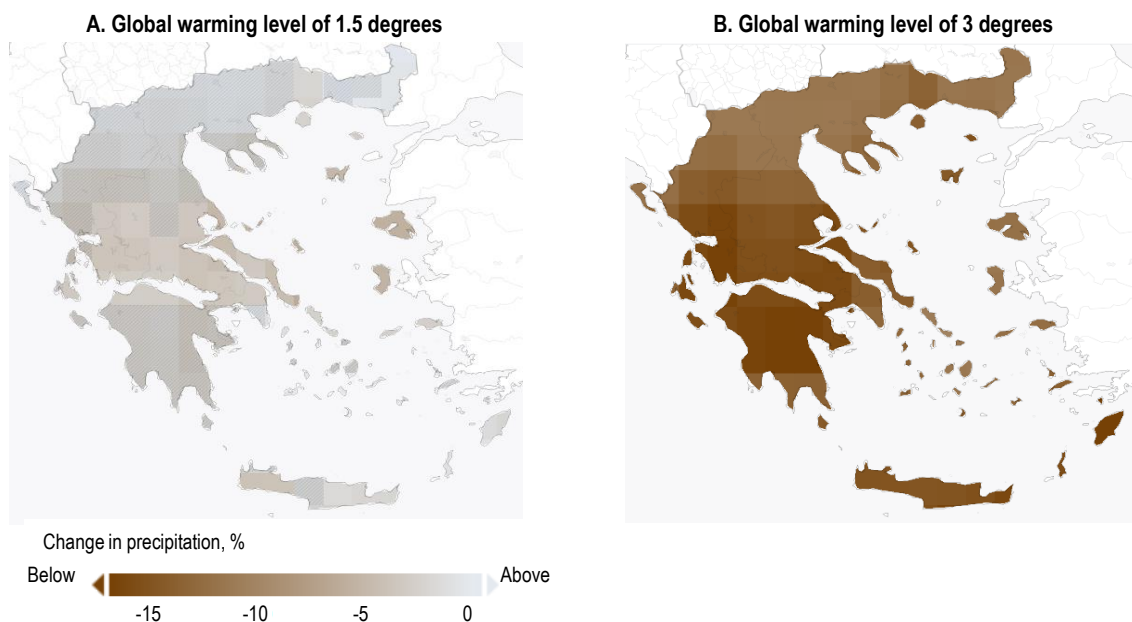 A. Global warming level of 1.5 degrees
B. Global warming level of 3 degrees
Change in precipitation, %
Below
Above
-15
-10
-5
0